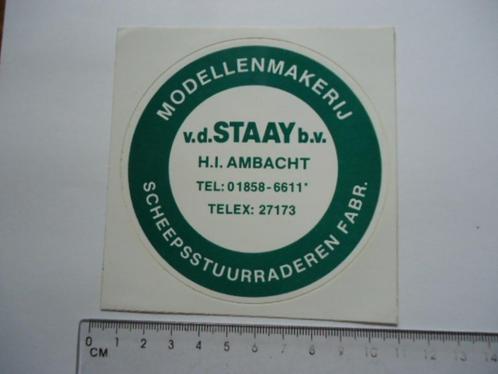 MODELLENMAKERIJ
v.d. STAAY b.v.
H.I. AMBACHT
TEL: 01858-6611*
TELEX: 27173
SCHEEPSSTUURRADEREN FABR.
0 1 2 3 4 5 6 7 8 9 10 11 12 13 14
CM